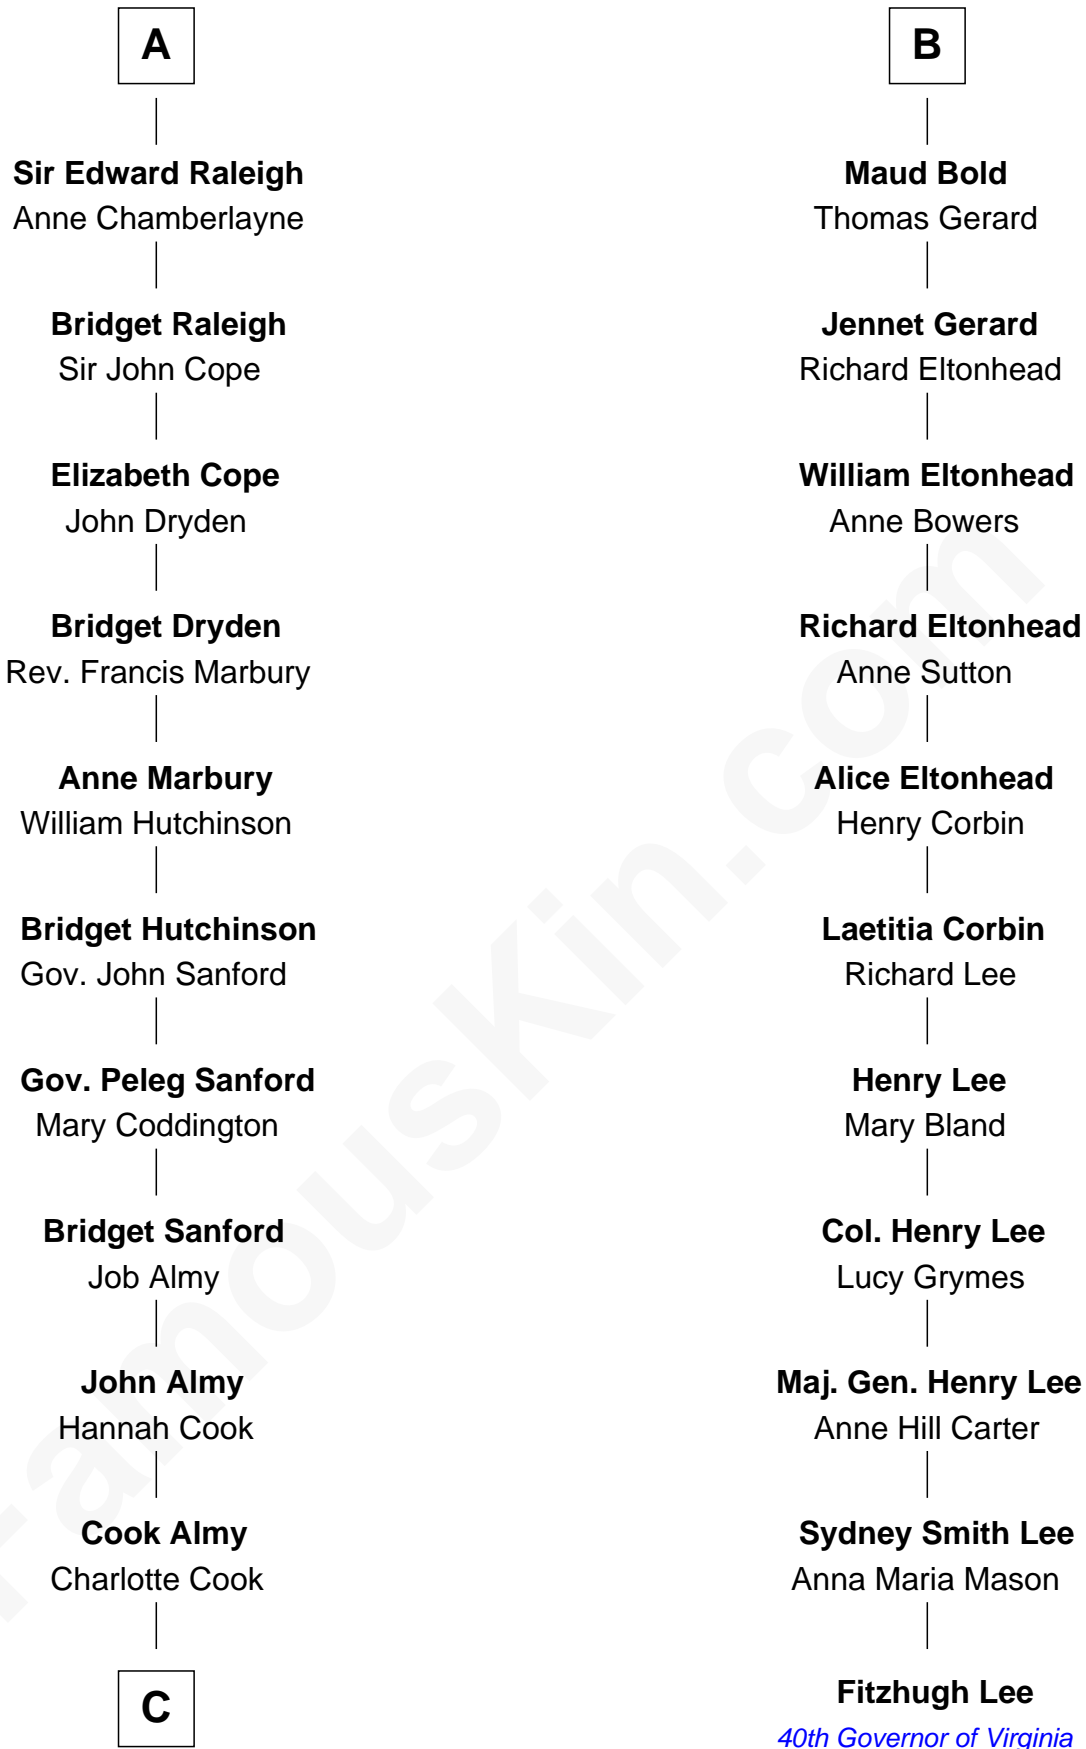 A
Sir Edward Raleigh
Anne Chamberlayne
Bridget Raleigh
Sir John Cope
Elizabeth Cope
John Dryden
Bridget Dryden
Rev. Francis Marbury
Anne Marbury
William Hutchinson
Bridget Hutchinson
Gov. John Sanford
Gov. Peleg Sanford
Mary Coddington
Bridget Sanford
Job Almy
John Almy
Hannah Cook
Cook Almy
Charlotte Cook
C
B
Maud Bold
Thomas Gerard
Jennet Gerard
Richard Eltonhead
William Eltonhead
Anne Bowers
Richard Eltonhead
Anne Sutton
Alice Eltonhead
Henry Corbin
Laetitia Corbin
Richard Lee
Henry Lee
Mary Bland
Col. Henry Lee
Lucy Grymes
Maj. Gen. Henry Lee
Anne Hill Carter
Sydney Smith Lee
Anna Maria Mason
Fitzhugh Lee
40th Governor of Virginia
FamousKin.com